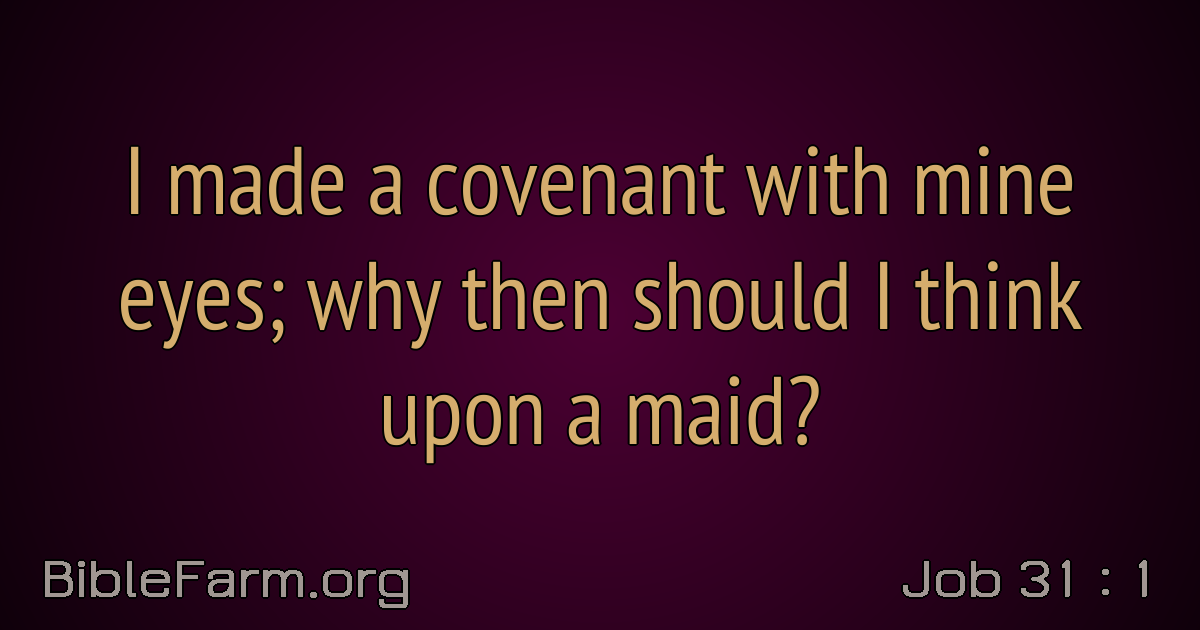 I made a covenant with mine
eyes; why then should I think
upon a maid?
BibleFarm.org
Job 31 : 1